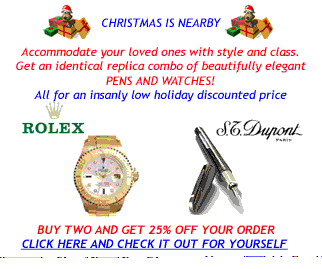 CHRISTMAS IS NEARBY
Accommodate your loved ones with style and class.
Get an identical replica combo of beautifully elegant
PENS AND WATCHES!
All for an insanly low holiday discounted price
ROLEX
S.T. Dupont
PARIS
BUY TWO AND GET 25% OFF YOUR ORDER
CLICK HERE AND CHECK IT OUT FOR YOURSELF